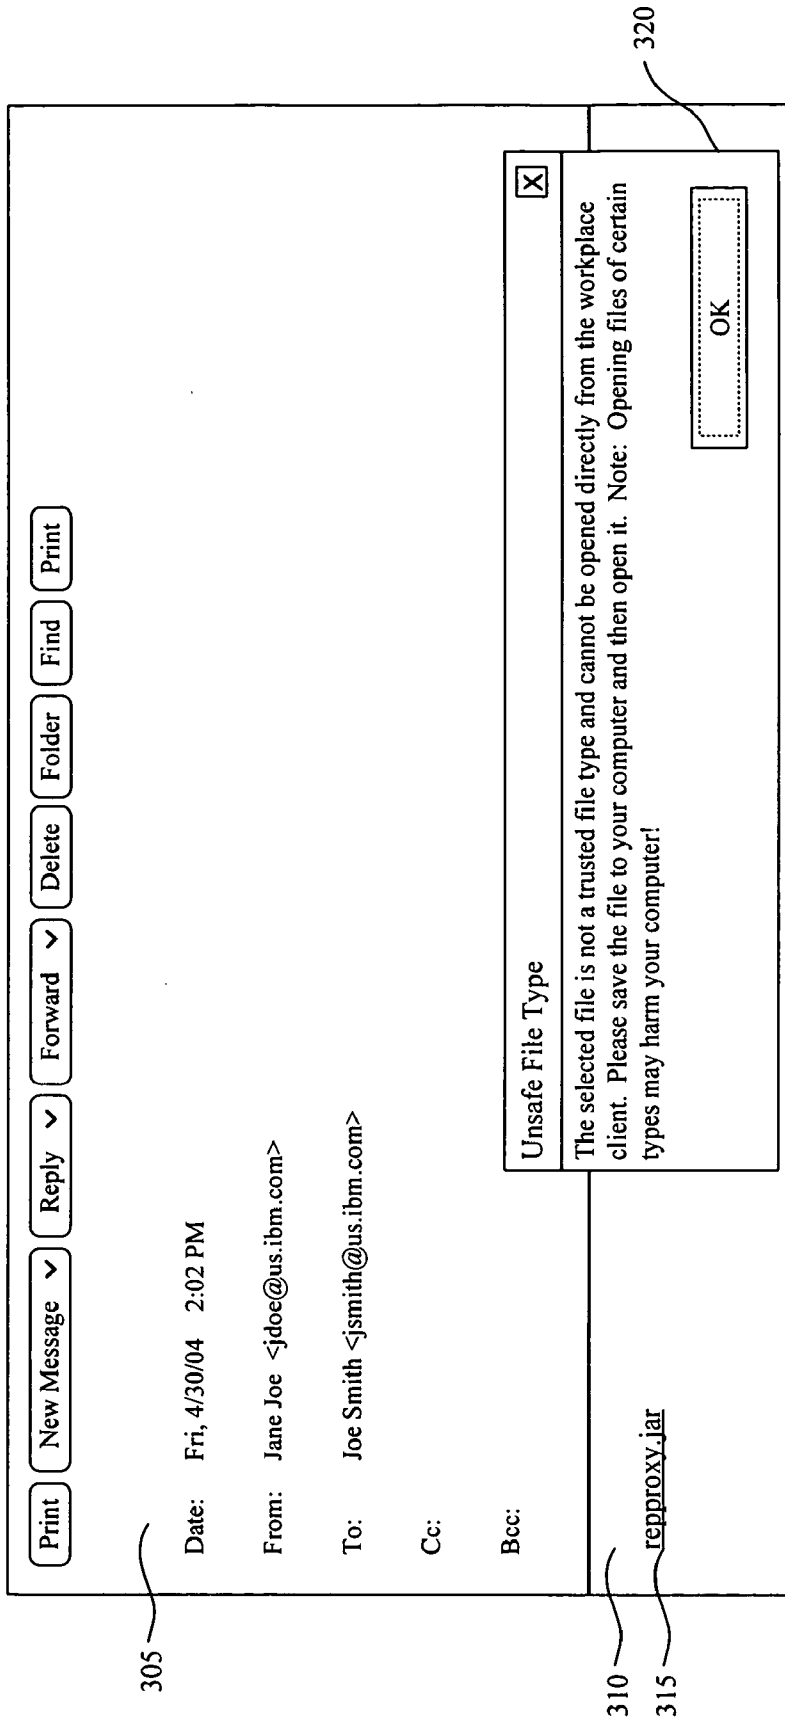 Print New Message Reply Forward Delete Folder Find Print
305
Date: Fri, 4/30/04 2:02 PM
From: Jane Joe <jdoe@us.ibm.com>
To: Joe Smith <jsmith@us.ibm.com>
Cc:
Bcc:
310
315
repproxy.jar
Unsafe File Type X
The selected file is not a trusted file type and cannot be opened directly from the workplace
client. Please save the file to your computer and then open it. Note: Opening files of certain
types may harm your computer!
OK
320